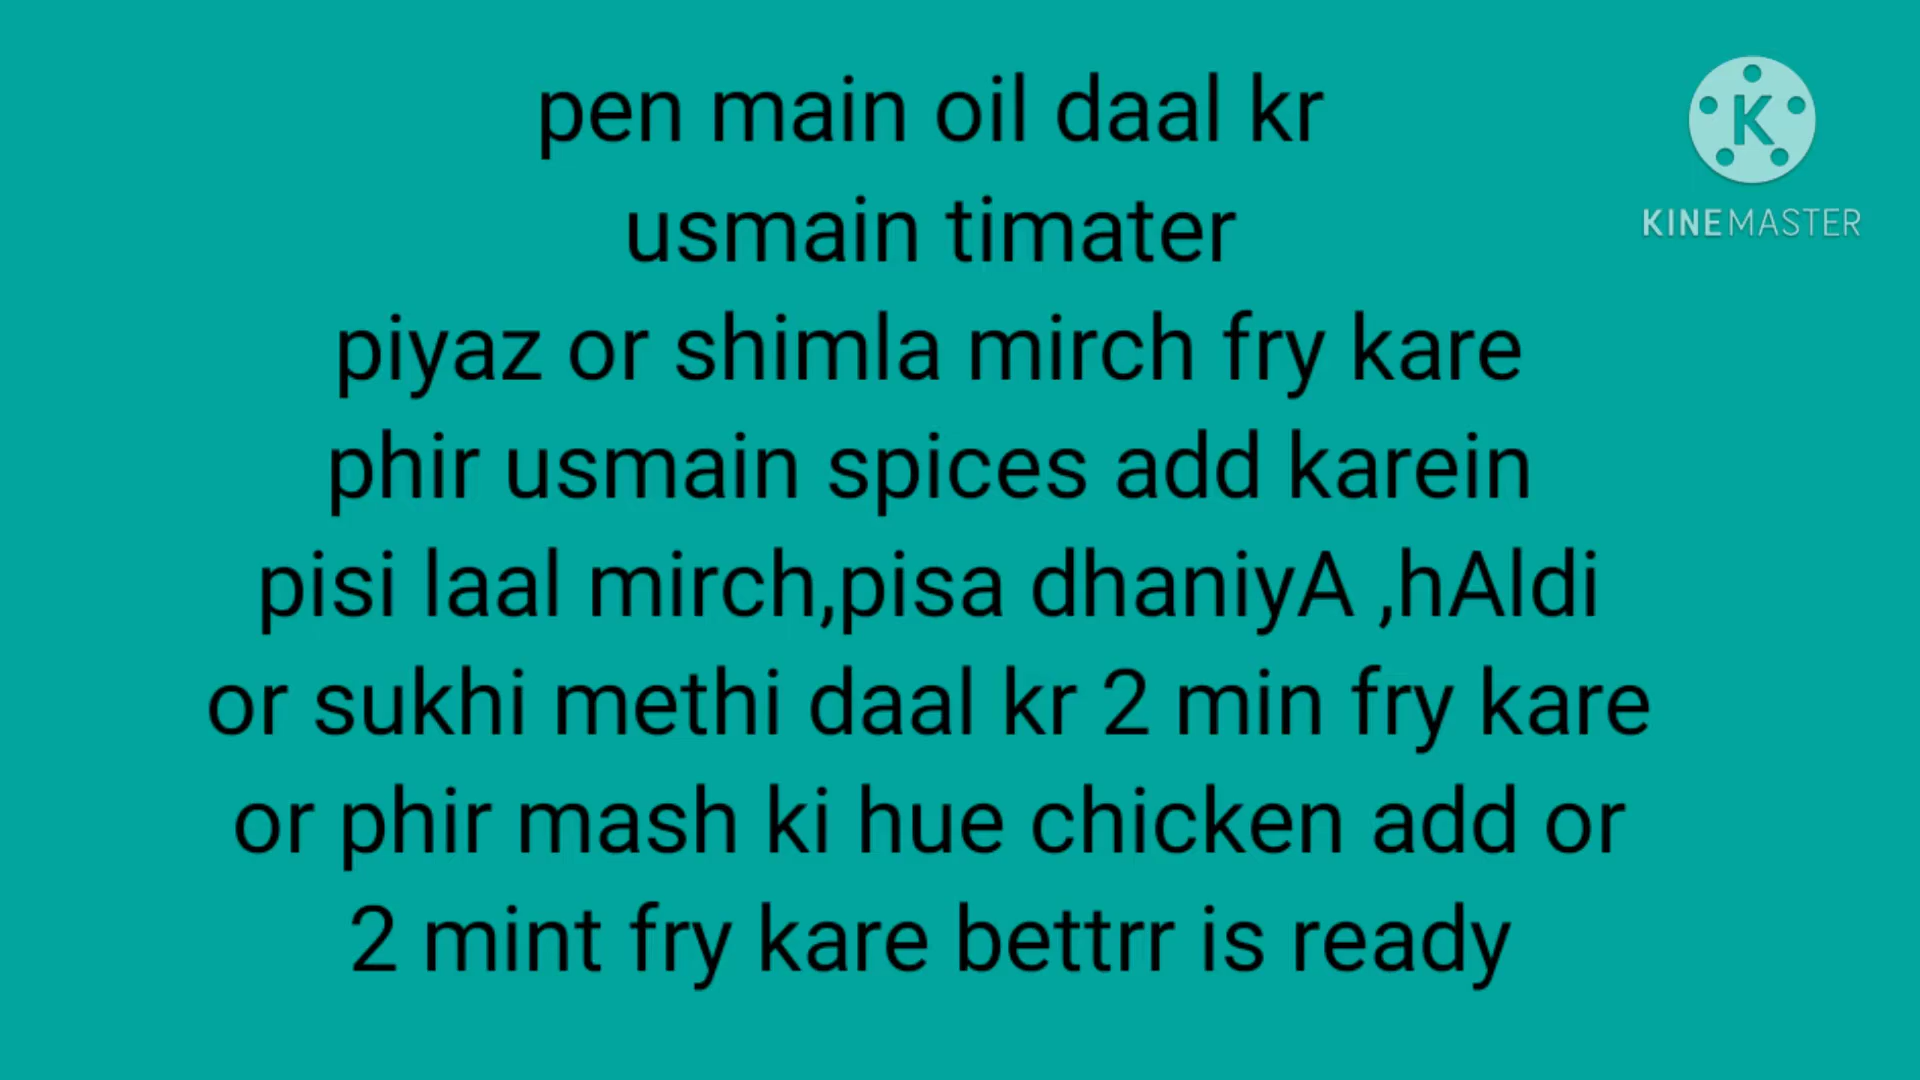 pen main oil daal kr
usmain timater
piyaz or shimla mirch fry kare
phir usmain spices add karein
pisi laal mirch,pisa dhaniyA ,hAldi
or sukhi methi daal kr 2 min fry kare
or phir mash ki hue chicken add or
2 mint fry kare bettrr is ready
K
KINEMASTER